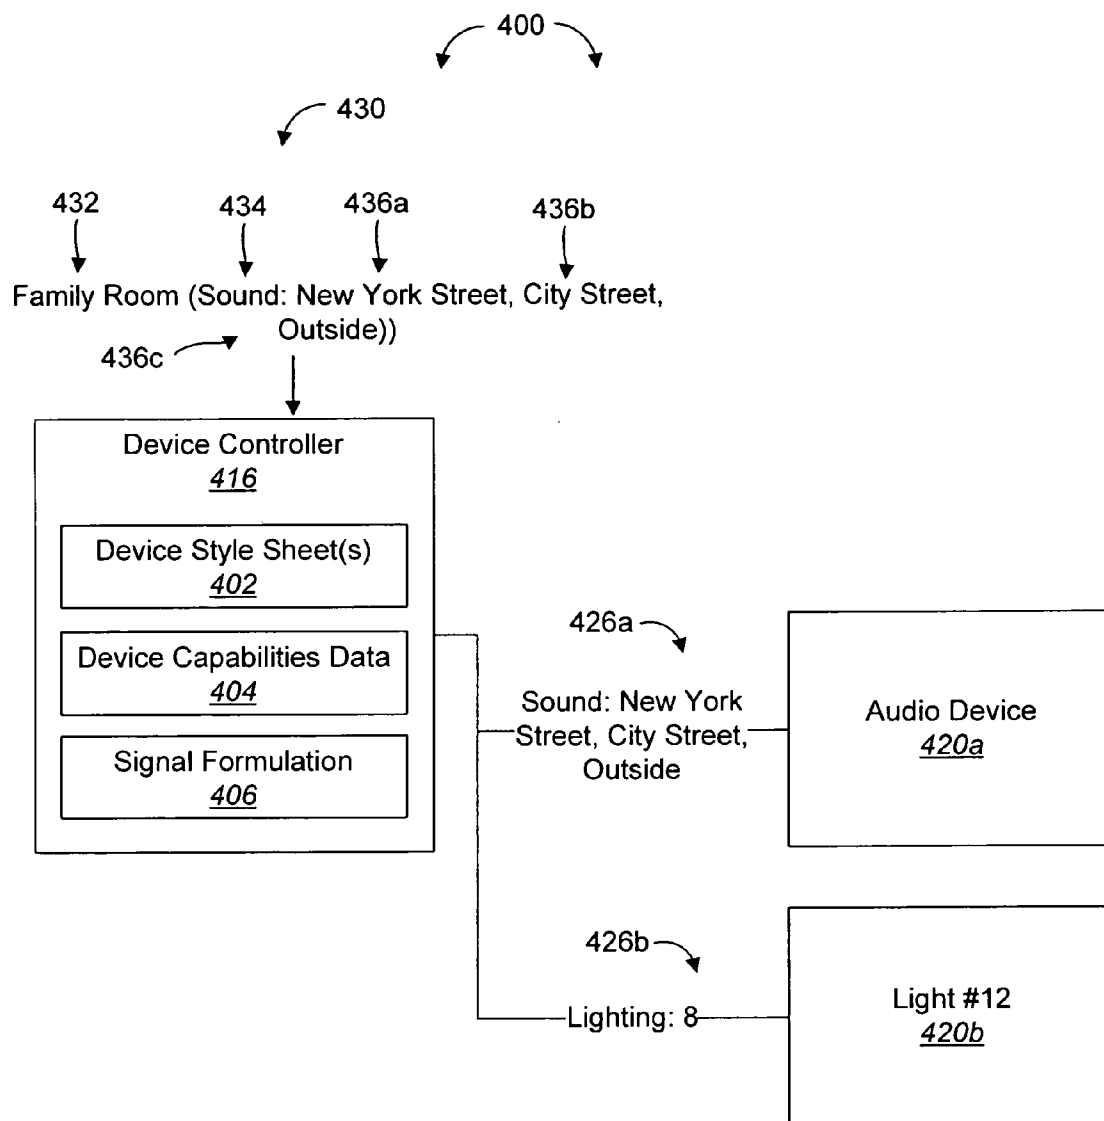 400
430
432 434 436a 436b
Family Room (Sound: New York Street, City Street,
Outside))
436c
Device Controller
416
Device Style Sheet(s)
402
Device Capabilities Data
404
Signal Formulation
406
426a
Sound: New York
Street, City Street,
Outside
Audio Device
420a
426b
Lighting: 8
Light #12
420b